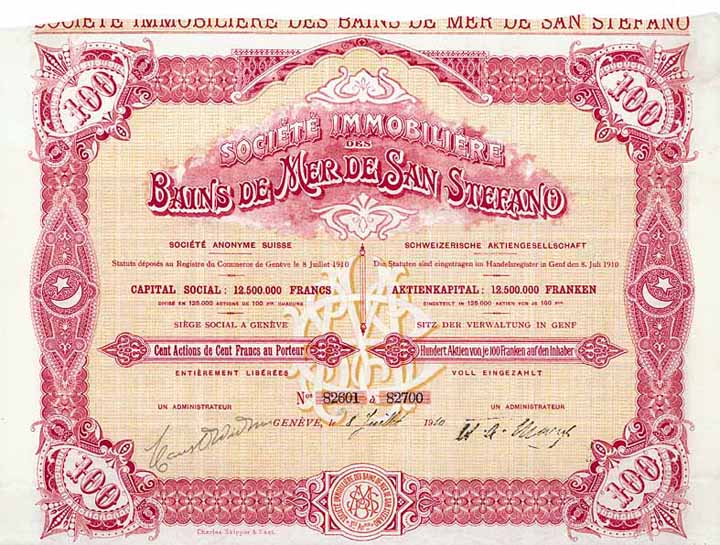 SOCIÉTÉ IMMOBILIÈRE DES BAINS DE MER DE SAN STEFANO
100
100
SOCIÉTÉ IMMOBILIÈRE
DES
BAINS DE MER DE SAN STEFANO
SOCIÉTÉ ANONYME SUISSE
Statuts déposés au Registre du Commerce de Genève le 8 Juillet 1910
CAPITAL SOCIAL: 12.500.000 FRANCS
DIVISÉ EN 125.000 ACTIONS DE 100 FRS CHACUNE
SIÈGE SOCIAL A GENÈVE
Cent Actions de Cent Francs au Porteur
ENTIÈREMENT LIBÉRÉES
SCHWEIZERISCHE AKTIENGESELLSCHAFT
Die Statuten sind eingetragen im Handelsregister in Genf den 8. Juli 1910
AKTIENKAPITAL: 12.500.000 FRANKEN
EINGETEILT IN 125.000 AKTIEN VON JE 100 FRS
SITZ DER VERWALTUNG IN GENF
Hundert Aktien von je 100 Franken auf den Inhaber
VOLL EINGEZAHLT
Nos 82601 à 82700
UN ADMINISTRATEUR
UN ADMINISTRATEUR
GENÈVE, le 8 Juillet 1910
100
100
Charles Skipper & East.